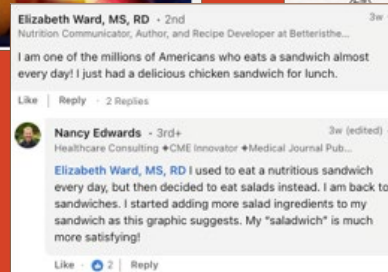 Elizabeth Ward, MS, RD · 2nd
3w
Nutrition Communicator, Author, and Recipe Developer at Betteristhe...
I am one of the millions of Americans who eats a sandwich almost
every day! I just had a delicious chicken sandwich for lunch.
Like | Reply · 2 Replies
Nancy Edwards · 3rd+
3w (edited)
Healthcare Consulting ✦CME Innovator ✦Medical Journal Pub...
Elizabeth Ward, MS, RD I used to eat a nutritious sandwich
every day, but then decided to eat salads instead. I am back to
sandwiches. I started adding more salad ingredients to my
sandwich as this graphic suggests. My "saladwich" is much
more satisfying!
Like · 2 | Reply